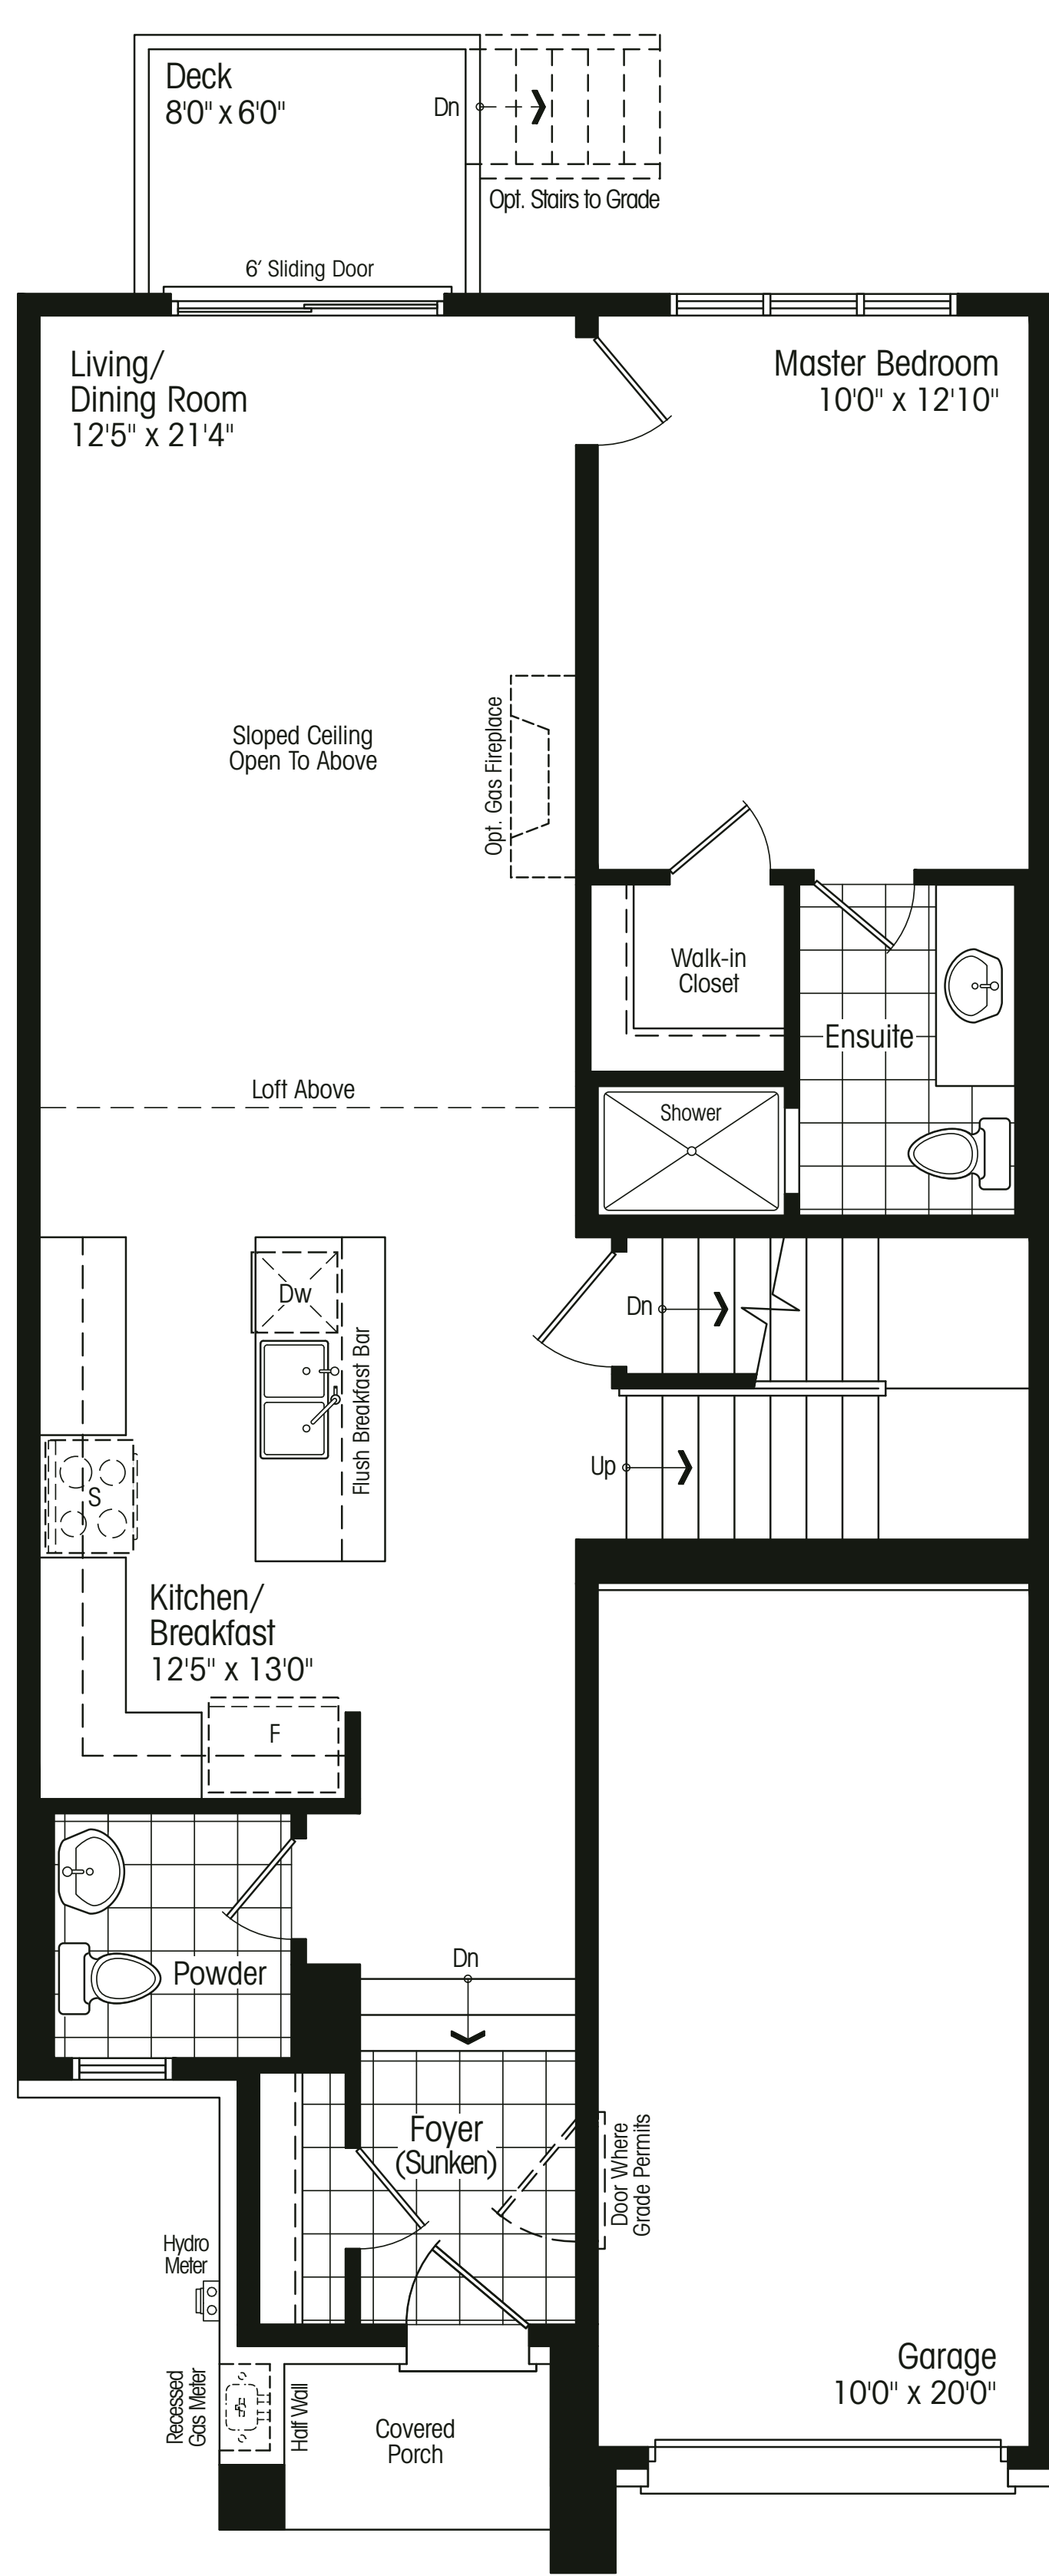 Deck
8'0" x 6'0"
Dn
Opt. Stairs to Grade
6' Sliding Door
Living/
Dining Room
12'5" x 21'4"
Master Bedroom
10'0" x 12'10"
Sloped Ceiling
Open To Above
Opt. Gas Fireplace
Walk-in
Closet
Ensuite
Loft Above
Shower
Dw
Flush Breakfast Bar
Dn
Up
S
Kitchen/
Breakfast
12'5" x 13'0"
F
Powder
Dn
Foyer
(Sunken)
Door Where
Grade Permits
Hydro
Meter
Recessed
Gas Meter
Half Wall
Covered
Porch
Garage
10'0" x 20'0"